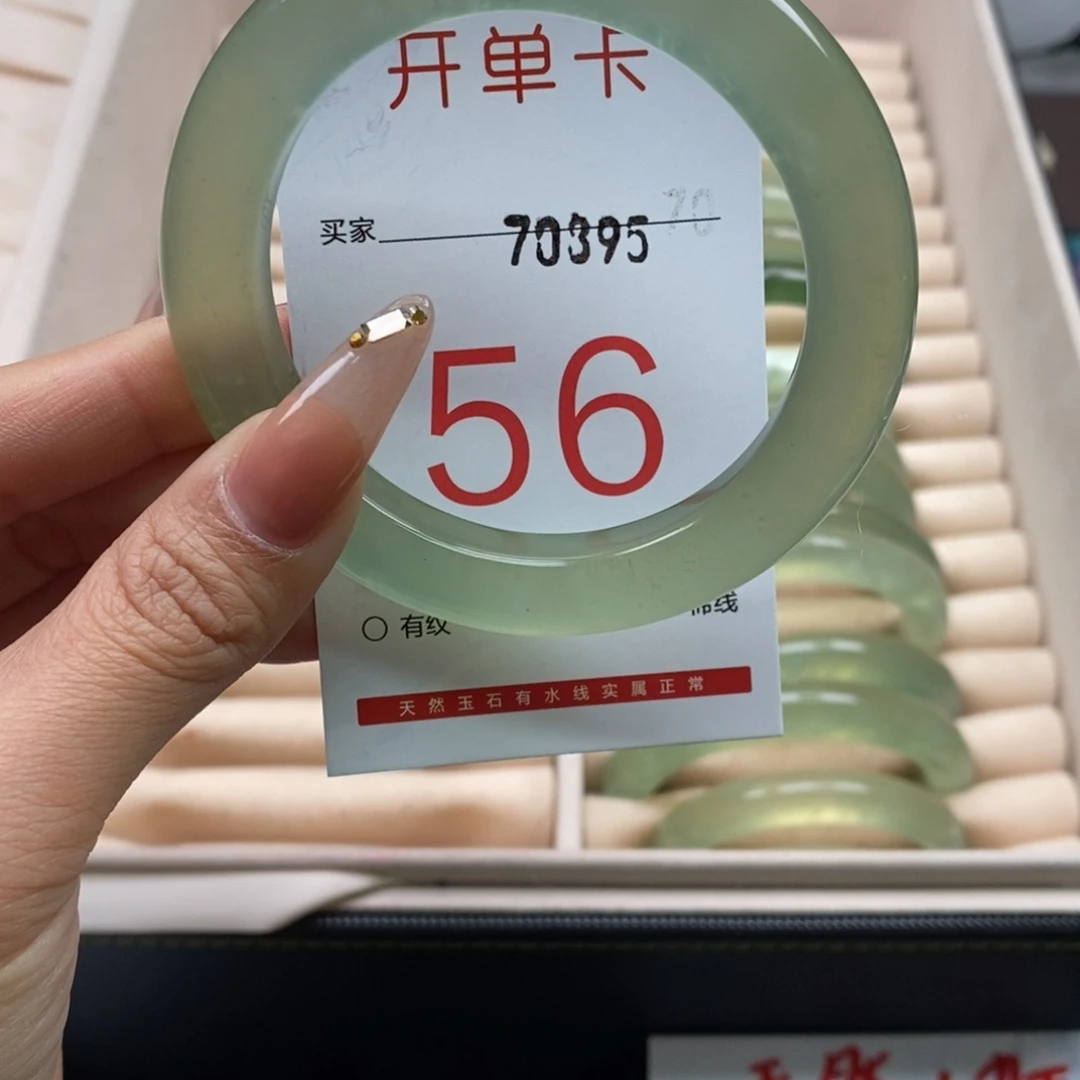 开单卡
70
买家 70395
56
○ 有纹
线
天然玉石有水线实属正常